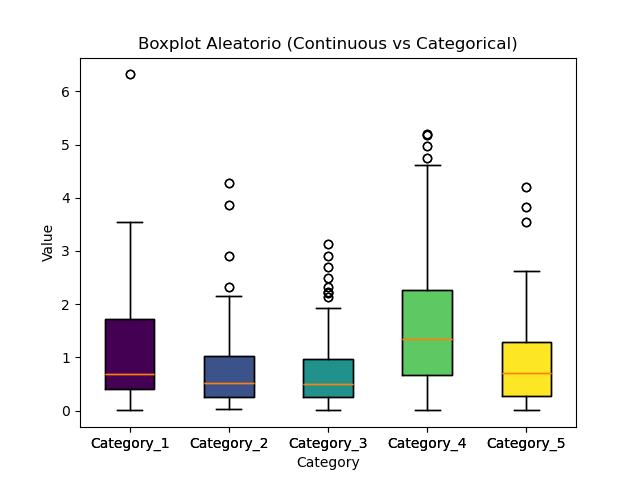 Boxplot Aleatorio (Continuous vs Categorical)
6
5
4
3
2
1
0
Value
Category_1 Category_2 Category_3 Category_4 Category_5
Category